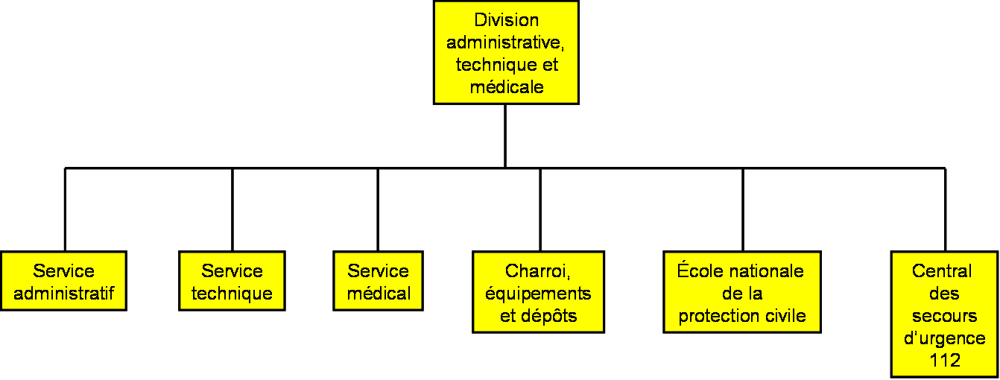 Division
administrative,
technique et
médicale
Service
administratif
Service
technique
Service
médical
Charroi,
équipements
et dépôts
École nationale
de la
protection civile
Central
des
secours
d’urgence
112